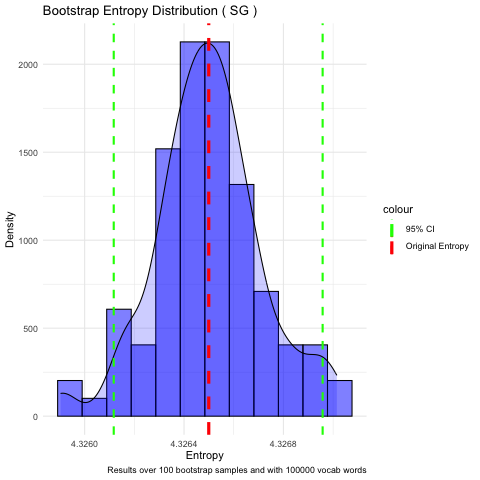 Bootstrap Entropy Distribution ( SG )
2000
1500
1000
500
0
Density
4.3260
4.3264
4.3268
Entropy
colour
95% CI
Original Entropy
Results over 100 bootstrap samples and with 100000 vocab words